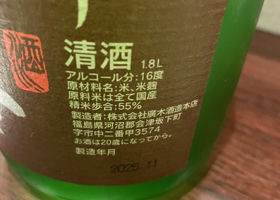 清酒 1.8L
アルコール分:16度
原材料名:米、米麹
原料米は全て国産
精米歩合:55%
製造者:株式会社廣木酒造本店
福島県河沼郡会津坂下町
字市中二番甲3574
お酒は20歳になってから。
製造年月
2025.11